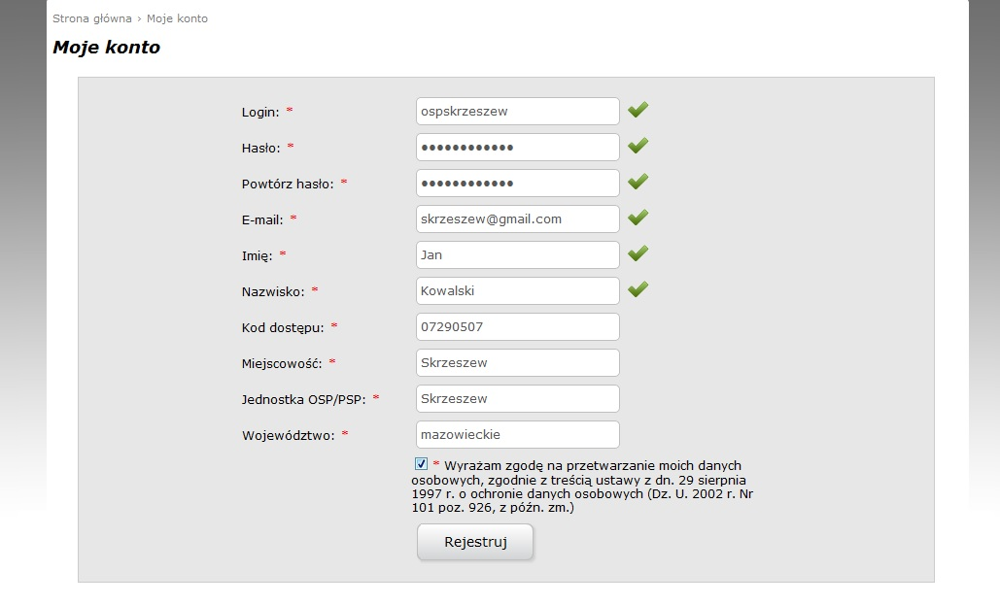 Strona główna › Moje konto
Moje konto
Login: * ospskrzeszew
Hasło: * ●●●●●●●●●●●●
Powtórz hasło: * ●●●●●●●●●●●●
E-mail: * skrzeszew@gmail.com
Imię: * Jan
Nazwisko: * Kowalski
Kod dostępu: * 07290507
Miejscowość: * Skrzeszew
Jednostka OSP/PSP: * Skrzeszew
Województwo: * mazowieckie
* Wyrażam zgodę na przetwarzanie moich danych
osobowych, zgodnie z treścią ustawy z dn. 29 sierpnia
1997 r. o ochronie danych osobowych (Dz. U. 2002 r. Nr
101 poz. 926, z późn. zm.)
Rejestruj